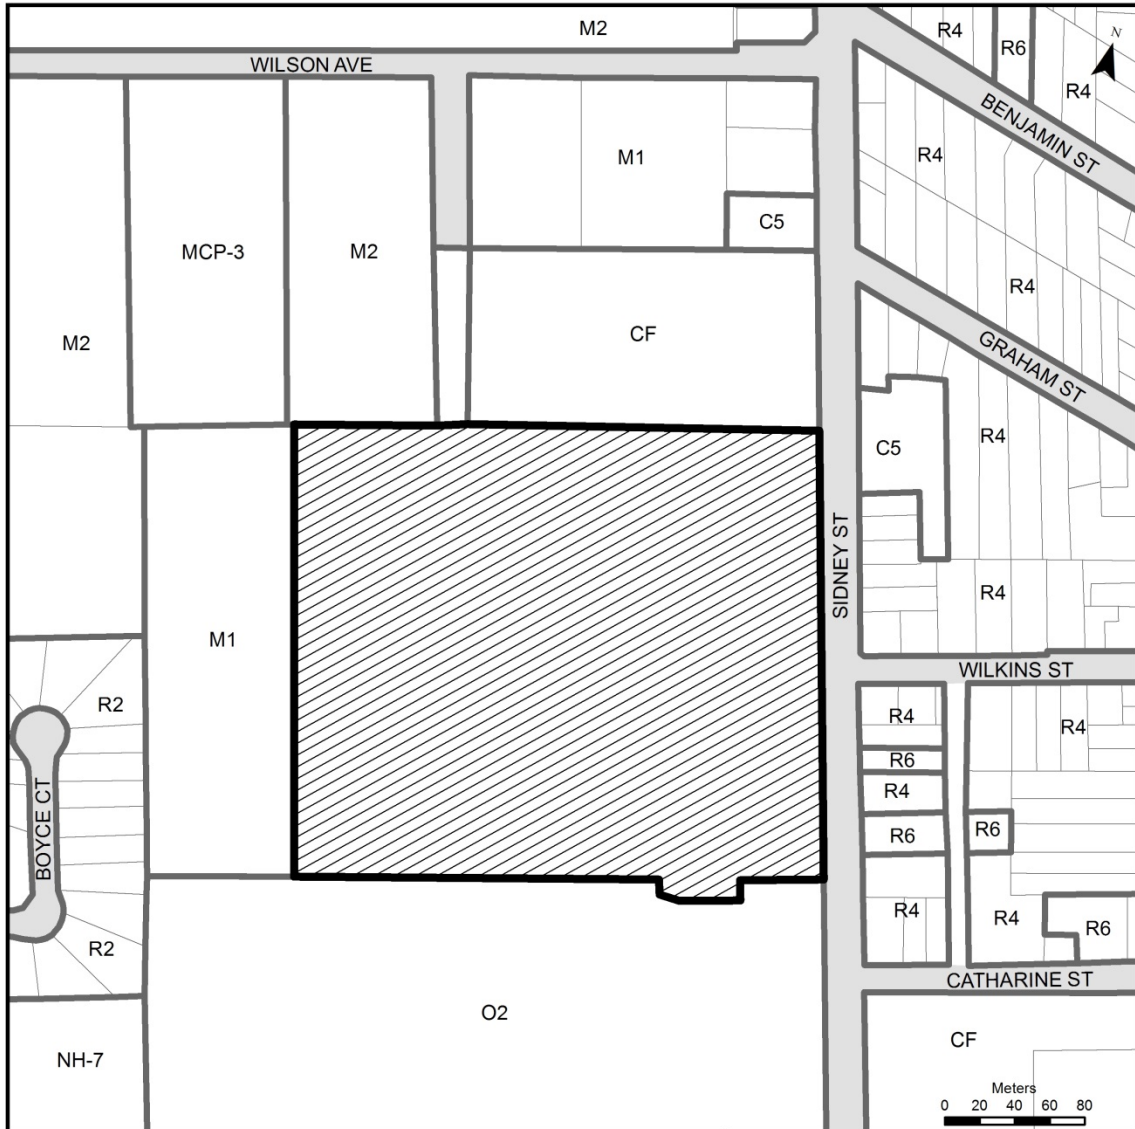 M2
R4
R6
N
WILSON AVE
R4
BENJAMIN ST
M1
R4
C5
MCP-3
M2
R4
M2
CF
GRAHAM ST
C5
R4
SIDNEY ST
R4
M1
WILKINS ST
R2
R4
R4
R6
R4
BOYCE CT
R6
R6
R4
R4
R6
R2
CATHARINE ST
O2
CF
NH-7
Meters
0 20 40 60 80